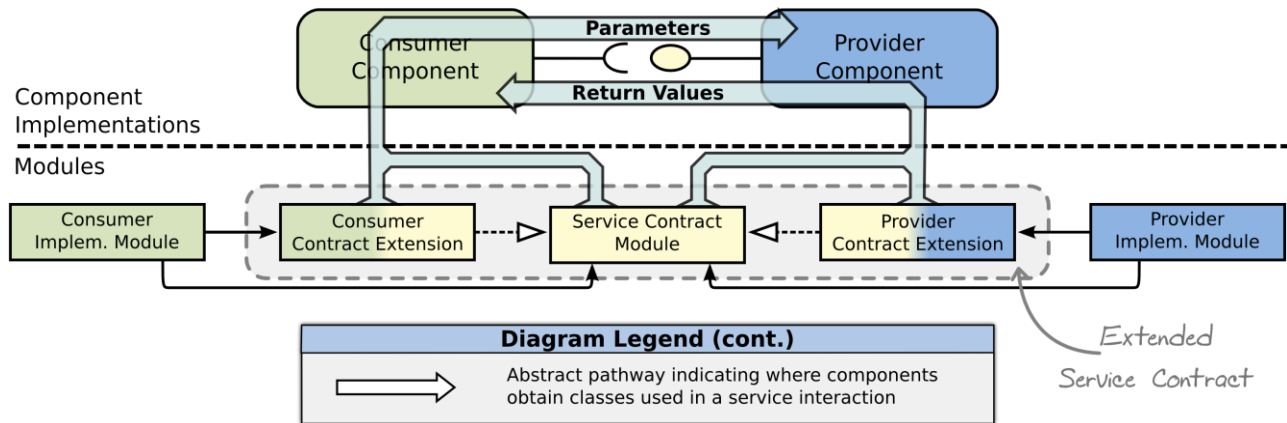 Parameters
Consumer
Component
Provider
Component
Return Values
Component
Implementations
Modules
Consumer
Implem. Module
Consumer
Contract Extension
Service Contract
Module
Provider
Contract Extension
Provider
Implem. Module
Extended
Service Contract
Diagram Legend (cont.)
Abstract pathway indicating where components
obtain classes used in a service interaction